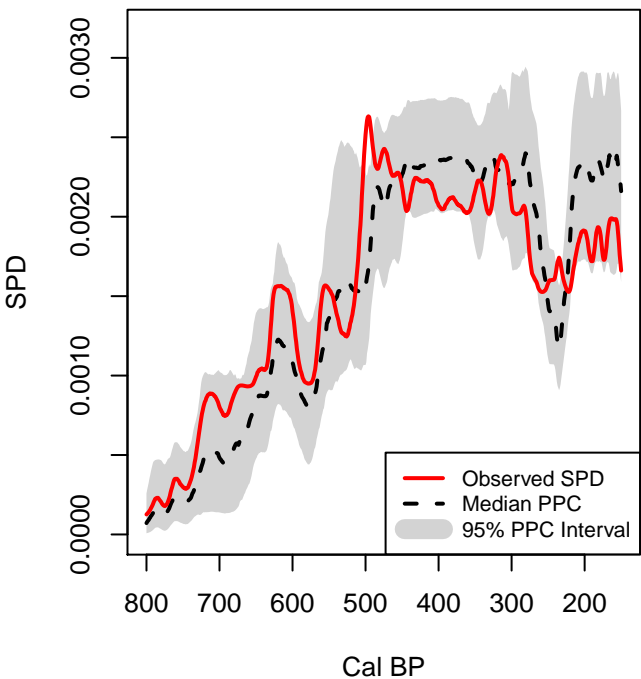 0.0030
0.0020
0.0010
0.0000
SPD
Observed SPD
Median PPC
95% PPC Interval
800 700 600 500 400 300 200
Cal BP